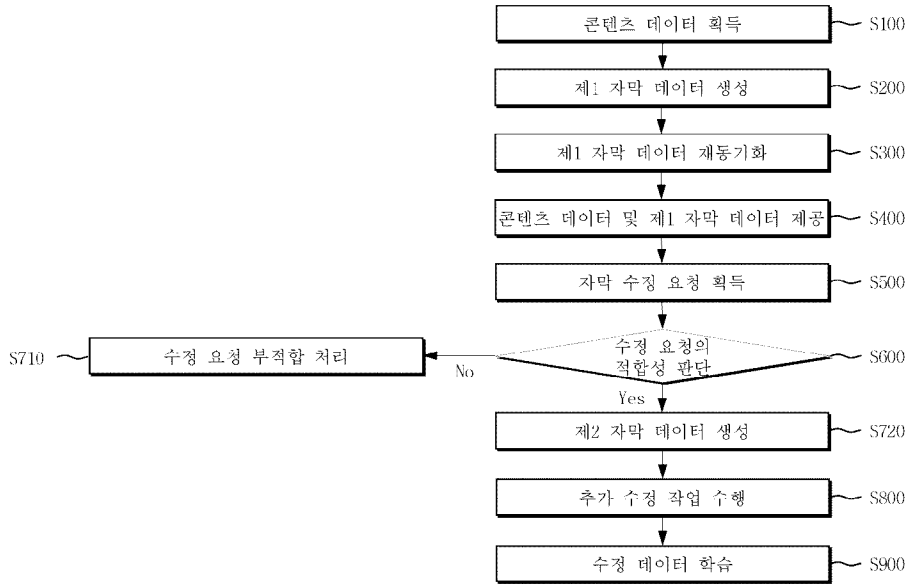 콘텐츠 데이터 획득 S100
제1 자막 데이터 생성 S200
제1 자막 데이터 재동기화 S300
콘텐츠 데이터 및 제1 자막 데이터 제공 S400
자막 수정 요청 획득 S500
수정 요청의
적합성 판단
S600
S710 수정 요청 부적합 처리
No
Yes
제2 자막 데이터 생성 S720
추가 수정 작업 수행 S800
수정 데이터 학습 S900